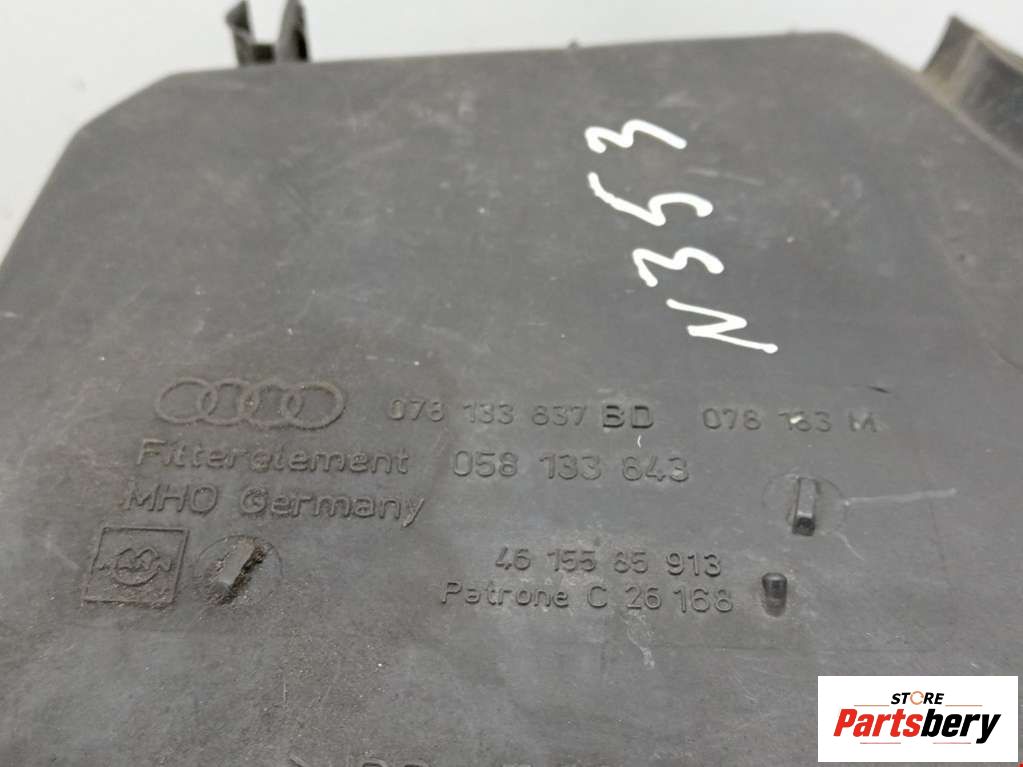 N353
078 133 837 BD 078 183 M
Filterelement 058 133 843
MHO Germany
46 155 85 913
Patrone C 26 168
STORE
Partsbery